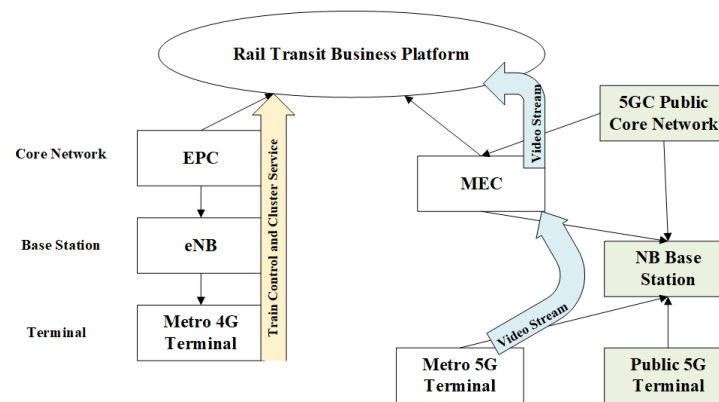 Rail Transit Business Platform
5GC Public
Core Network
Core Network
EPC
MEC
Video Stream
Train Control and Cluster Service
Base Station
eNB
NB Base
Station
Terminal
Metro 4G
Terminal
Video Stream
Metro 5G
Terminal
Public 5G
Terminal